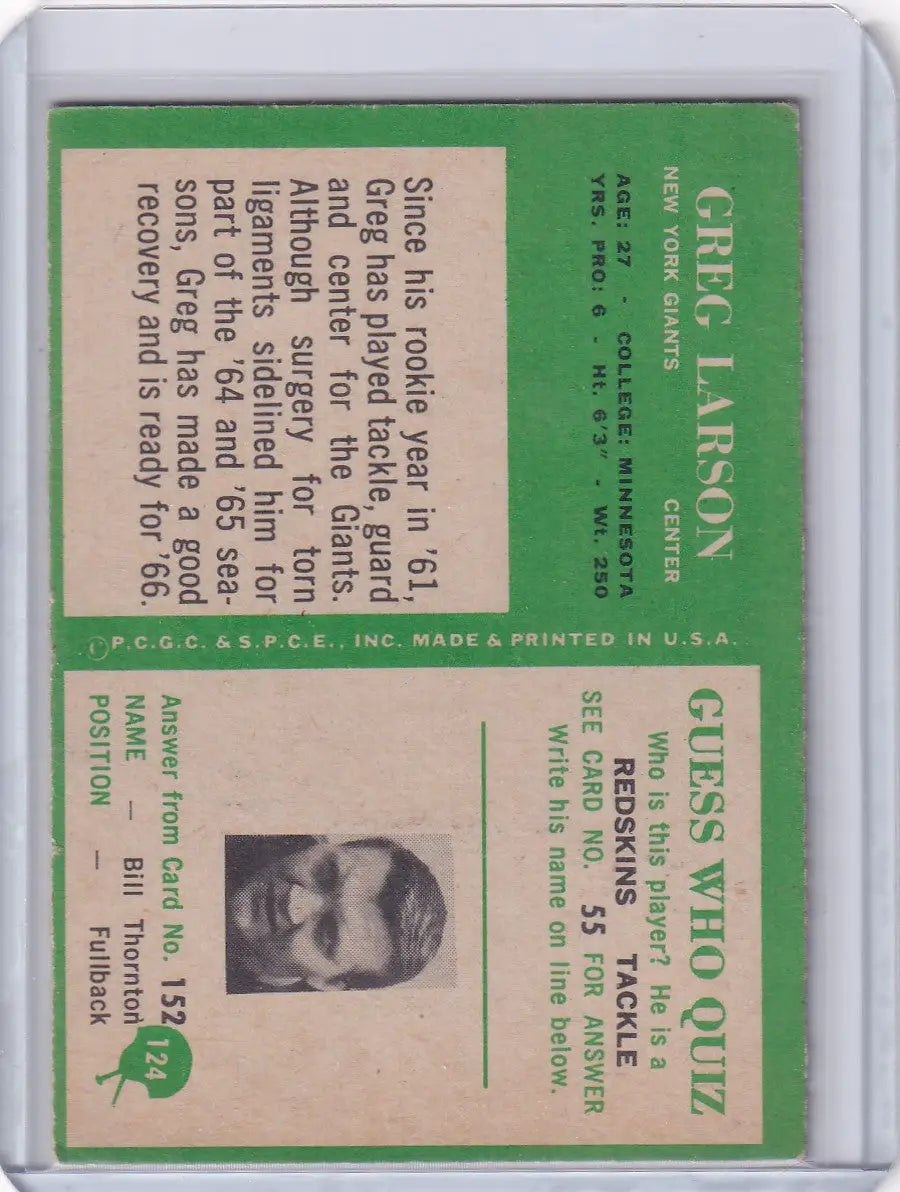 GREG LARSON
NEW YORK GIANTS CENTER
AGE: 27 - COLLEGE: MINNESOTA
YRS. PRO: 6 - Ht. 6'3" - Wt. 250
Since his rookie year in '61,
Greg has played tackle, guard
and center for the Giants.
Although surgery for torn
ligaments sidelined him for
part of the '64 and '65 sea-
sons, Greg has made a good
recovery and is ready for '66.
©P.C.G.C. & S.P.C.E., INC. MADE & PRINTED IN U.S.A.
GUESS WHO QUIZ
Who is this player? He is a
REDSKINS TACKLE
SEE CARD NO. 55 FOR ANSWER
Write his name on line below.
Answer from Card No. 152
NAME — Bill Thornton
POSITION — Fullback
124